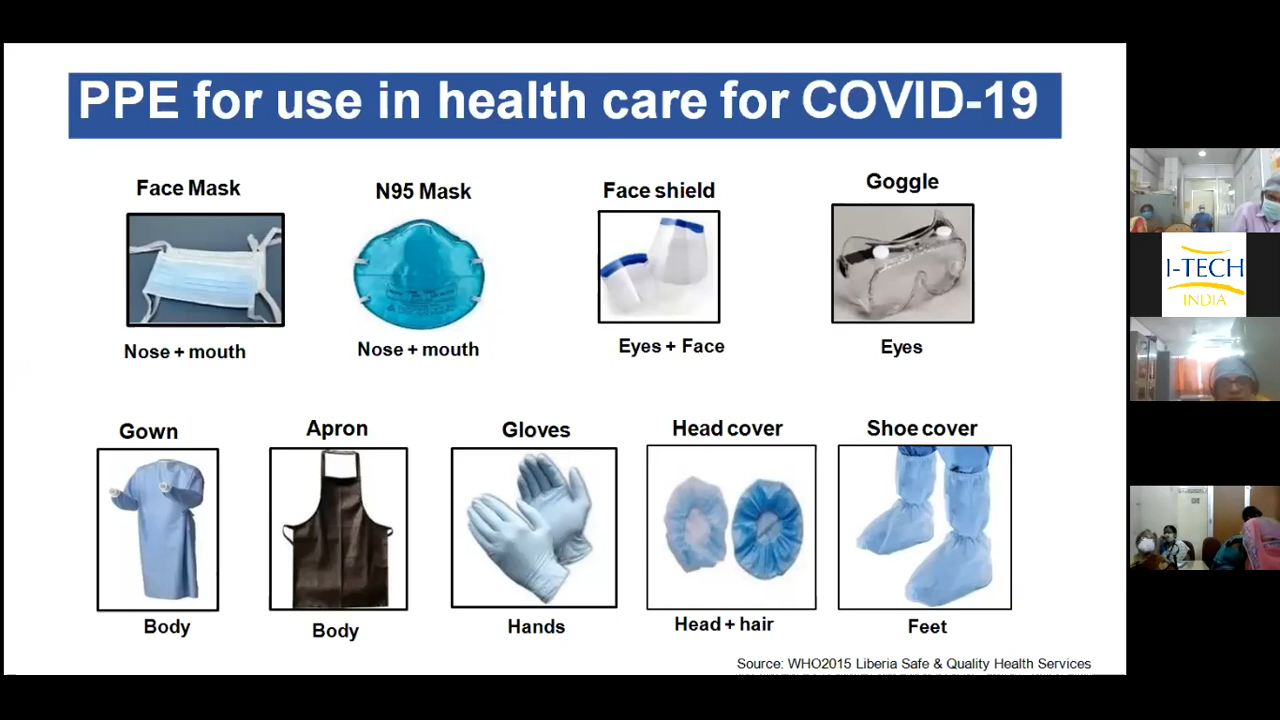 PPE for use in health care for COVID-19
Face Mask
N95 Mask
Face shield
Goggle
Nose + mouth
Nose + mouth
Eyes + Face
Eyes
Gown
Apron
Gloves
Head cover
Shoe cover
Body
Body
Hands
Head + hair
Feet
Source: WHO2015 Liberia Safe & Quality Health Services
I-TECH
INDIA